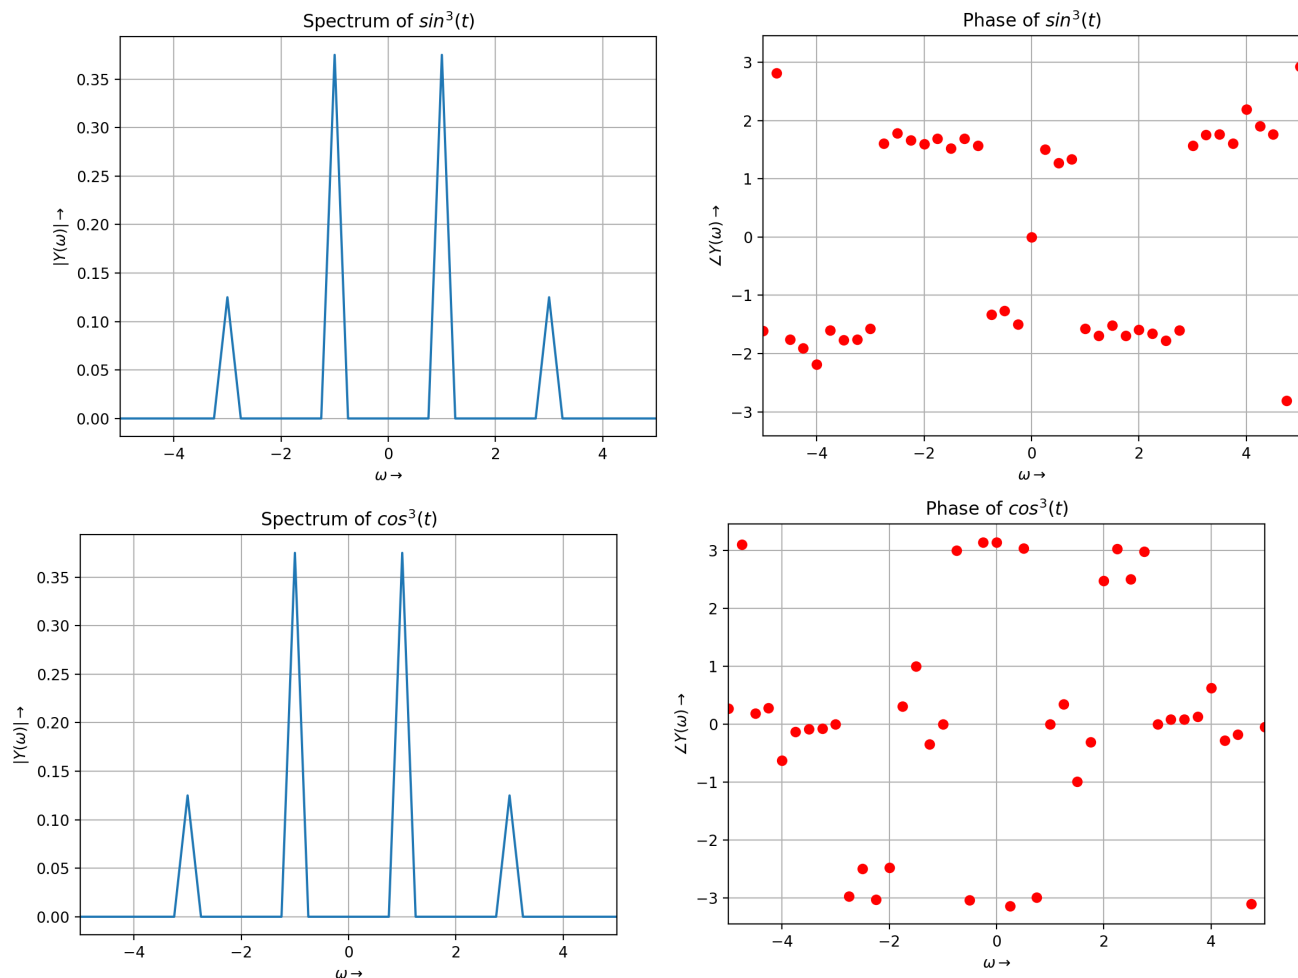 Spectrum of sin³(t)
|Y(ω)|→
0.35
0.30
0.25
0.20
0.15
0.10
0.05
0.00
−4 −2 0 2 4
ω→
Phase of sin³(t)
∠Y(ω)→
3
2
1
0
−1
−2
−3
−4 −2 0 2 4
ω→
Spectrum of cos³(t)
|Y(ω)|→
0.35
0.30
0.25
0.20
0.15
0.10
0.05
0.00
−4 −2 0 2 4
ω→
Phase of cos³(t)
∠Y(ω)→
3
2
1
0
−1
−2
−3
−4 −2 0 2 4
ω→